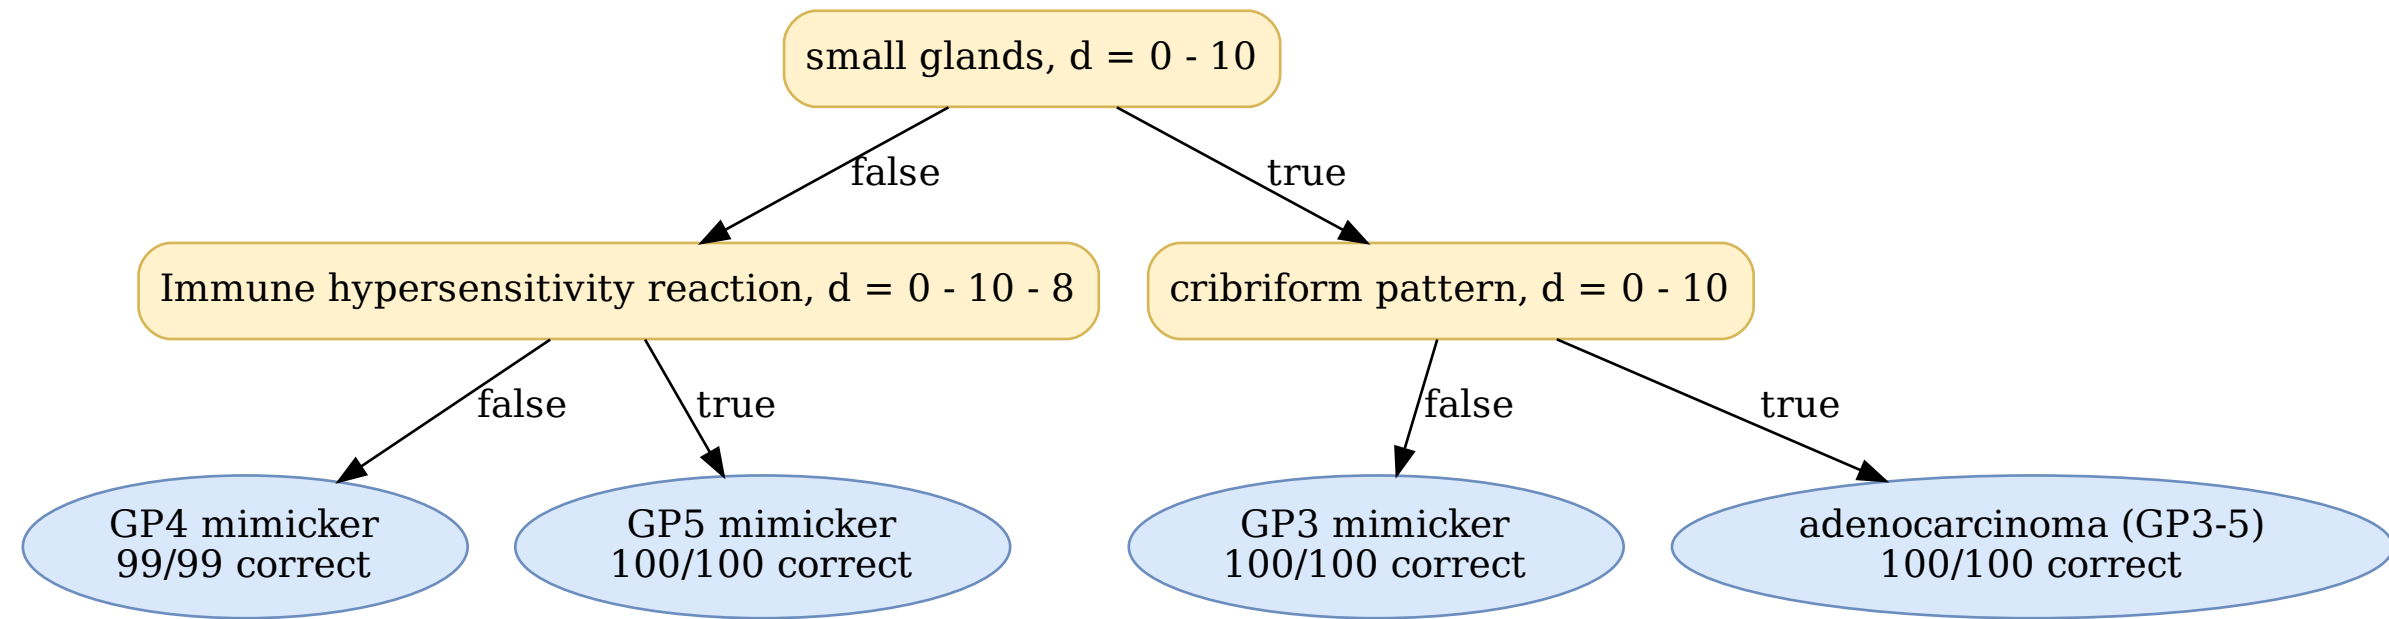 small glands, d = 0 - 10
false
true
Immune hypersensitivity reaction, d = 0 - 10 - 8
cribriform pattern, d = 0 - 10
false
true
false
true
GP4 mimicker
99/99 correct
GP5 mimicker
100/100 correct
GP3 mimicker
100/100 correct
adenocarcinoma (GP3-5)
100/100 correct